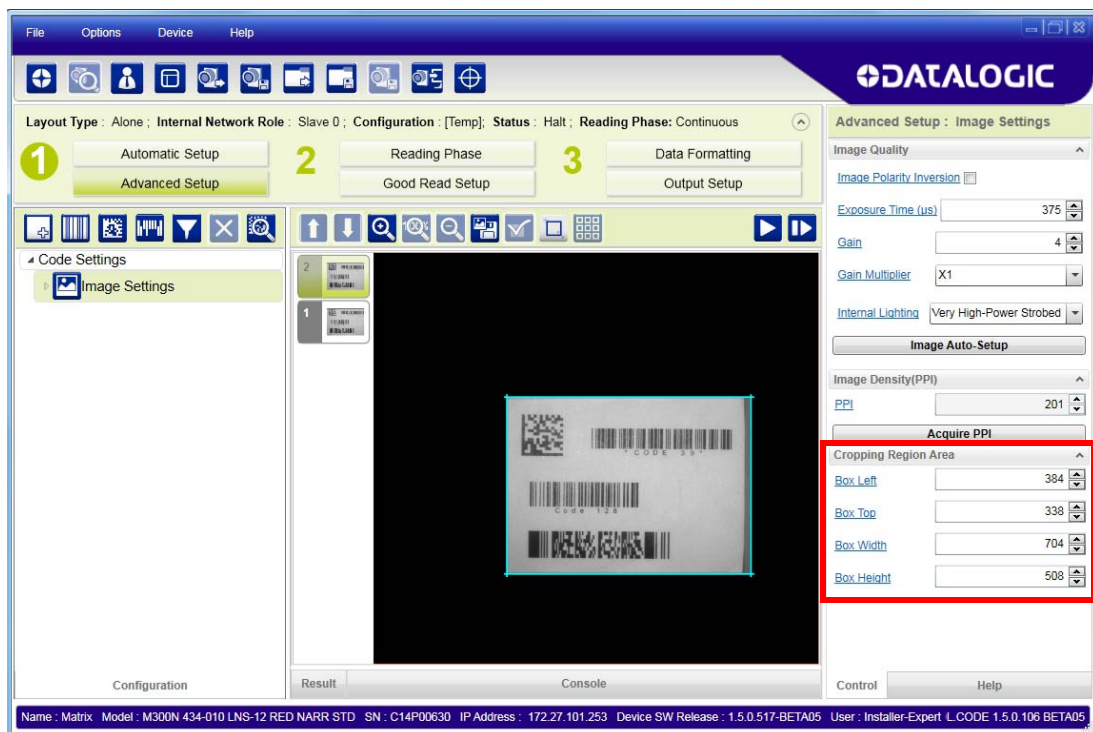 File Options Device Help
DATALOGIC
Layout Type : Alone ; Internal Network Role : Slave 0 ; Configuration : [Temp]; Status : Halt ; Reading Phase: Continuous
1 Automatic Setup 2 Reading Phase 3 Data Formatting
Advanced Setup Good Read Setup Output Setup
Code Settings
Image Settings
100%
2
1
*CODE 39*
Code 128
Configuration
Result Console
Advanced Setup : Image Settings
Image Quality
Image Polarity Inversion
Exposure Time (µs) 375
Gain 4
Gain Multiplier X1
Internal Lighting Very High-Power Strobed
Image Auto-Setup
Image Density(PPI)
PPI 201
Acquire PPI
Cropping Region Area
Box Left 384
Box Top 338
Box Width 704
Box Height 508
Control Help
Name : Matrix Model : M300N 434-010 LNS-12 RED NARR STD SN : C14P00630 IP Address : 172.27.101.253 Device SW Release : 1.5.0.517-BETA05 User : Installer-Expert L.CODE 1.5.0.106 BETA05